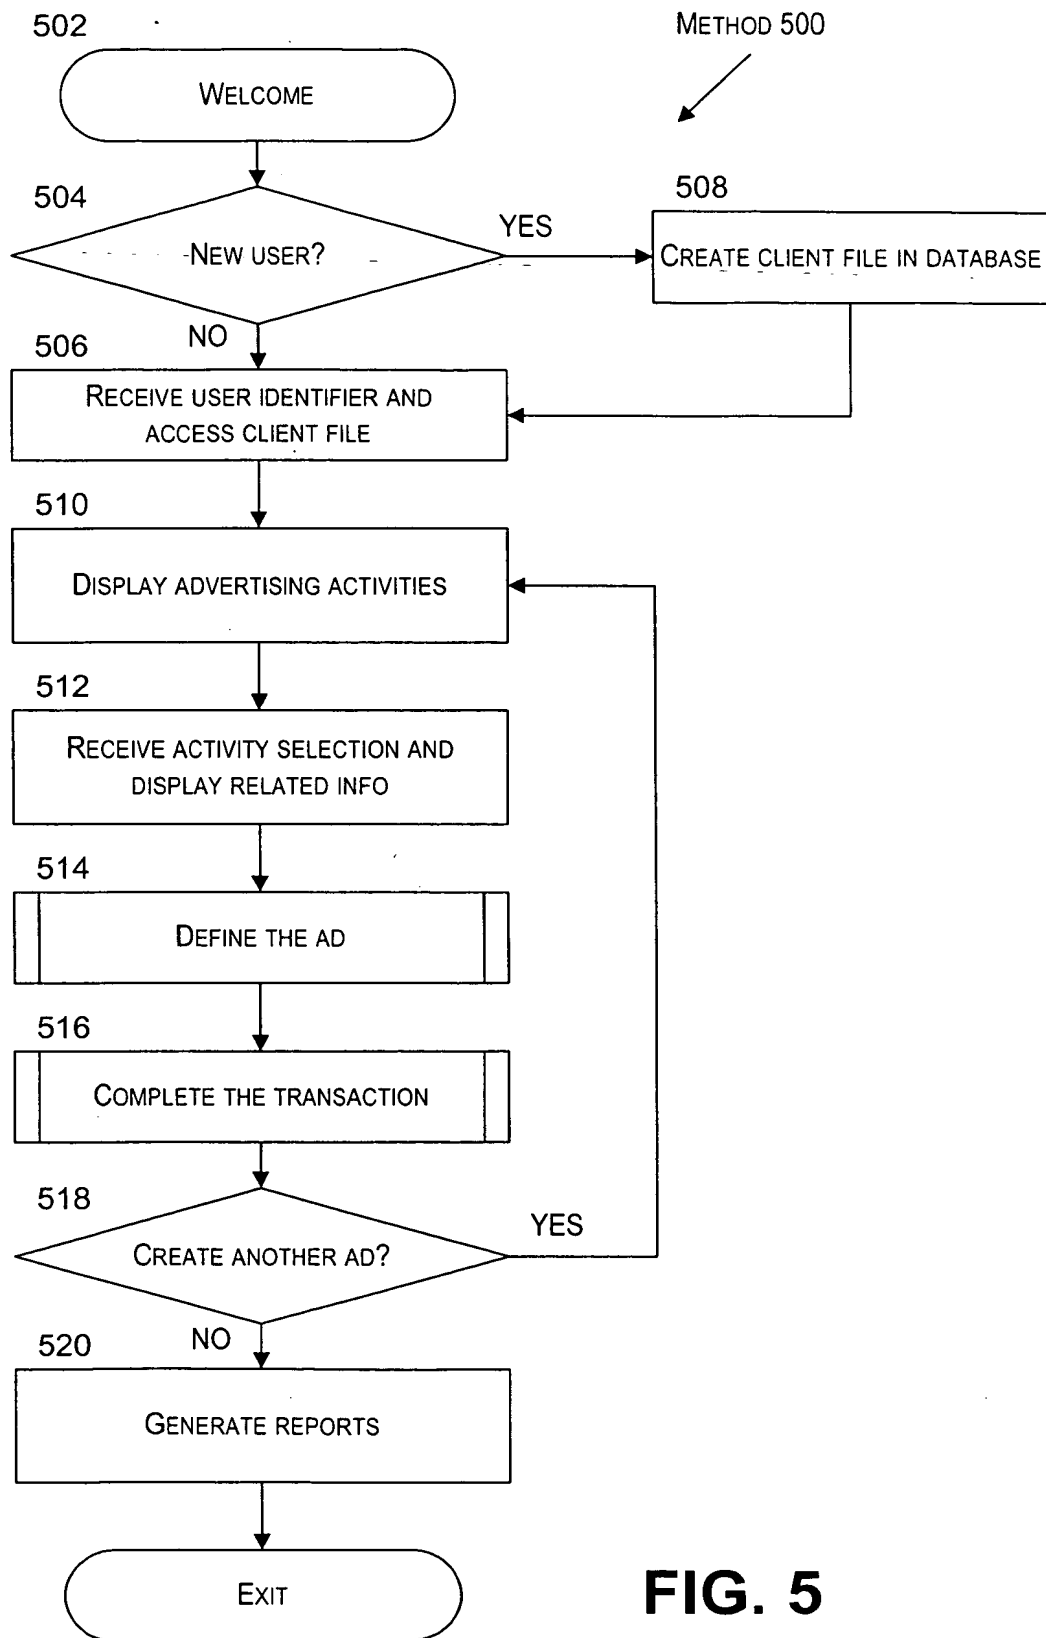 502
METHOD 500
WELCOME
504
508
NEW USER?
YES
CREATE CLIENT FILE IN DATABASE
NO
506
RECEIVE USER IDENTIFIER AND
ACCESS CLIENT FILE
510
DISPLAY ADVERTISING ACTIVITIES
512
RECEIVE ACTIVITY SELECTION AND
DISPLAY RELATED INFO
514
DEFINE THE AD
516
COMPLETE THE TRANSACTION
518
YES
CREATE ANOTHER AD?
NO
520
GENERATE REPORTS
EXIT
FIG. 5